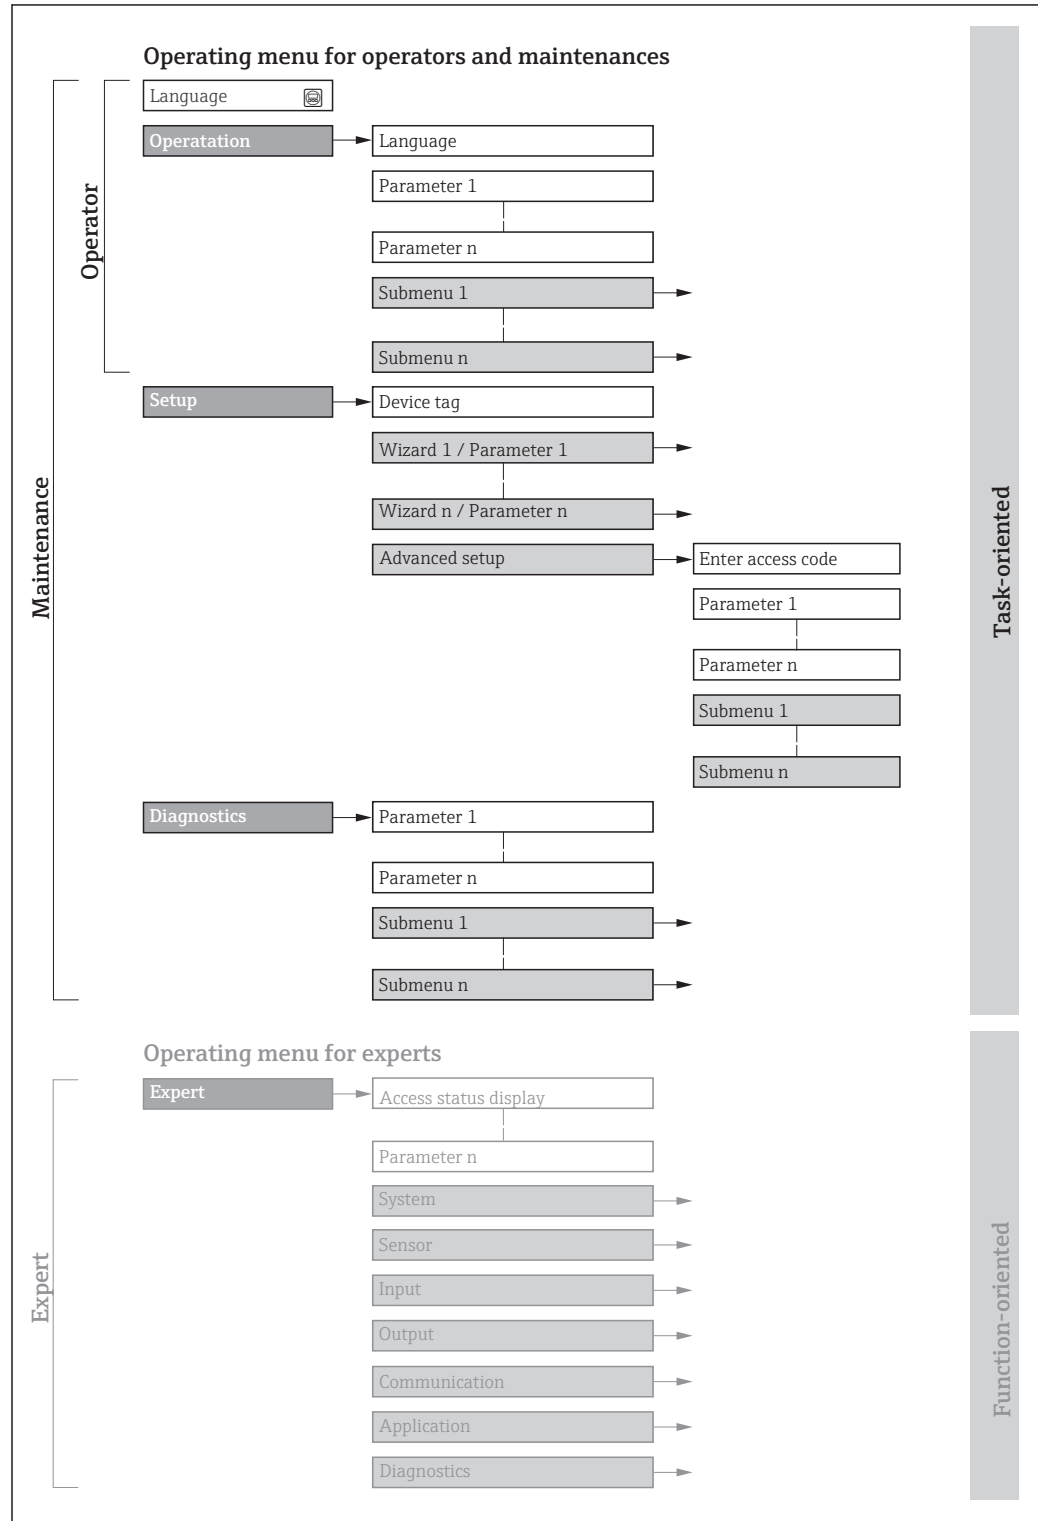 Operating menu for operators and maintenances
Language
Operatation
Language
Parameter 1
Parameter n
Submenu 1
Submenu n
Setup
Device tag
Wizard 1 / Parameter 1
Wizard n / Parameter n
Advanced setup
Enter access code
Parameter 1
Parameter n
Submenu 1
Submenu n
Diagnostics
Parameter 1
Parameter n
Submenu 1
Submenu n
Operator
Maintenance
Task-oriented
Operating menu for experts
Expert
Access status display
Parameter n
System
Sensor
Input
Output
Communication
Application
Diagnostics
Expert
Function-oriented